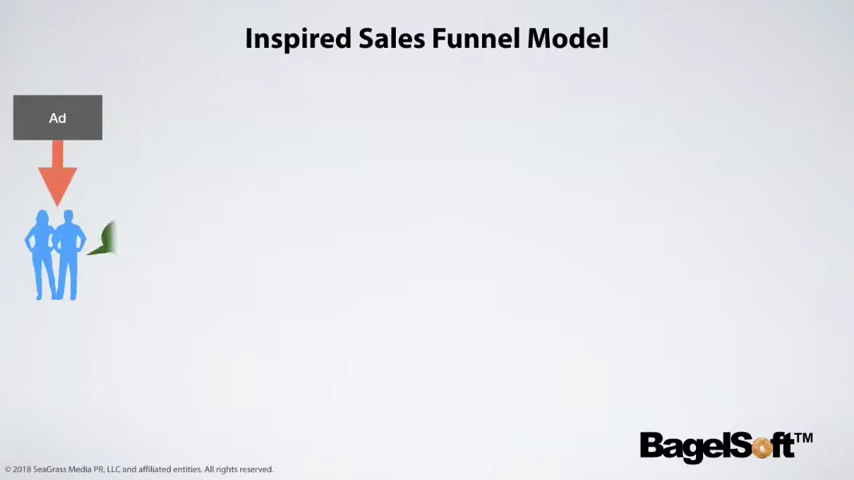 Inspired Sales Funnel Model
Ad
BagelSoft™
© 2018 SeaGrass Media PR, LLC and affiliated entities. All rights reserved.